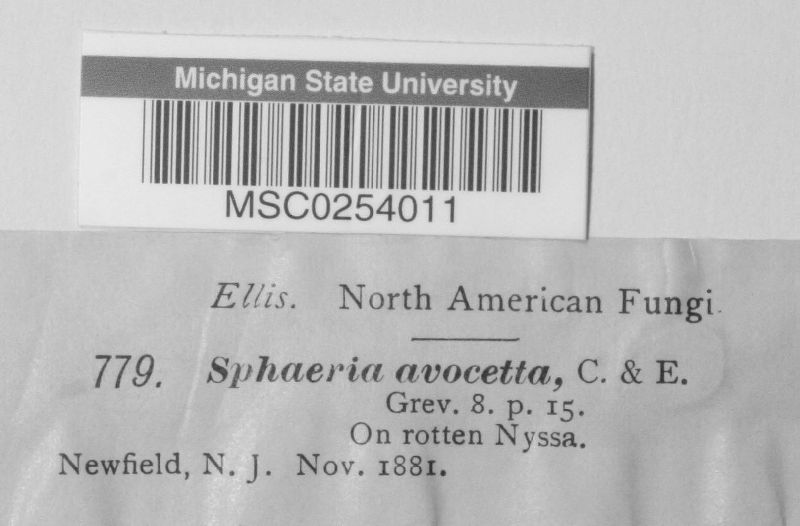 Michigan State University
MSC0254011
Ellis. North American Fungi.
779. Sphaeria avocetta, C. & E.
Grev. 8. p. 15.
On rotten Nyssa.
Newfield, N. J. Nov. 1881.